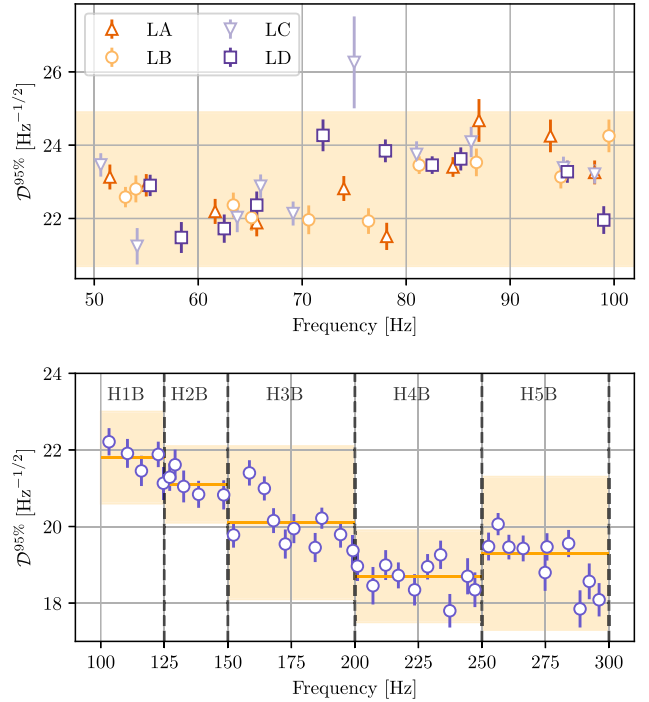 LA LC
LB LD
26
24
22
𝒟^95% [Hz^−1/2]
50 60 70 80 90 100
Frequency [Hz]
24
22
20
18
𝒟^95% [Hz^−1/2]
H1B H2B H3B H4B H5B
100 125 150 175 200 225 250 275 300
Frequency [Hz]